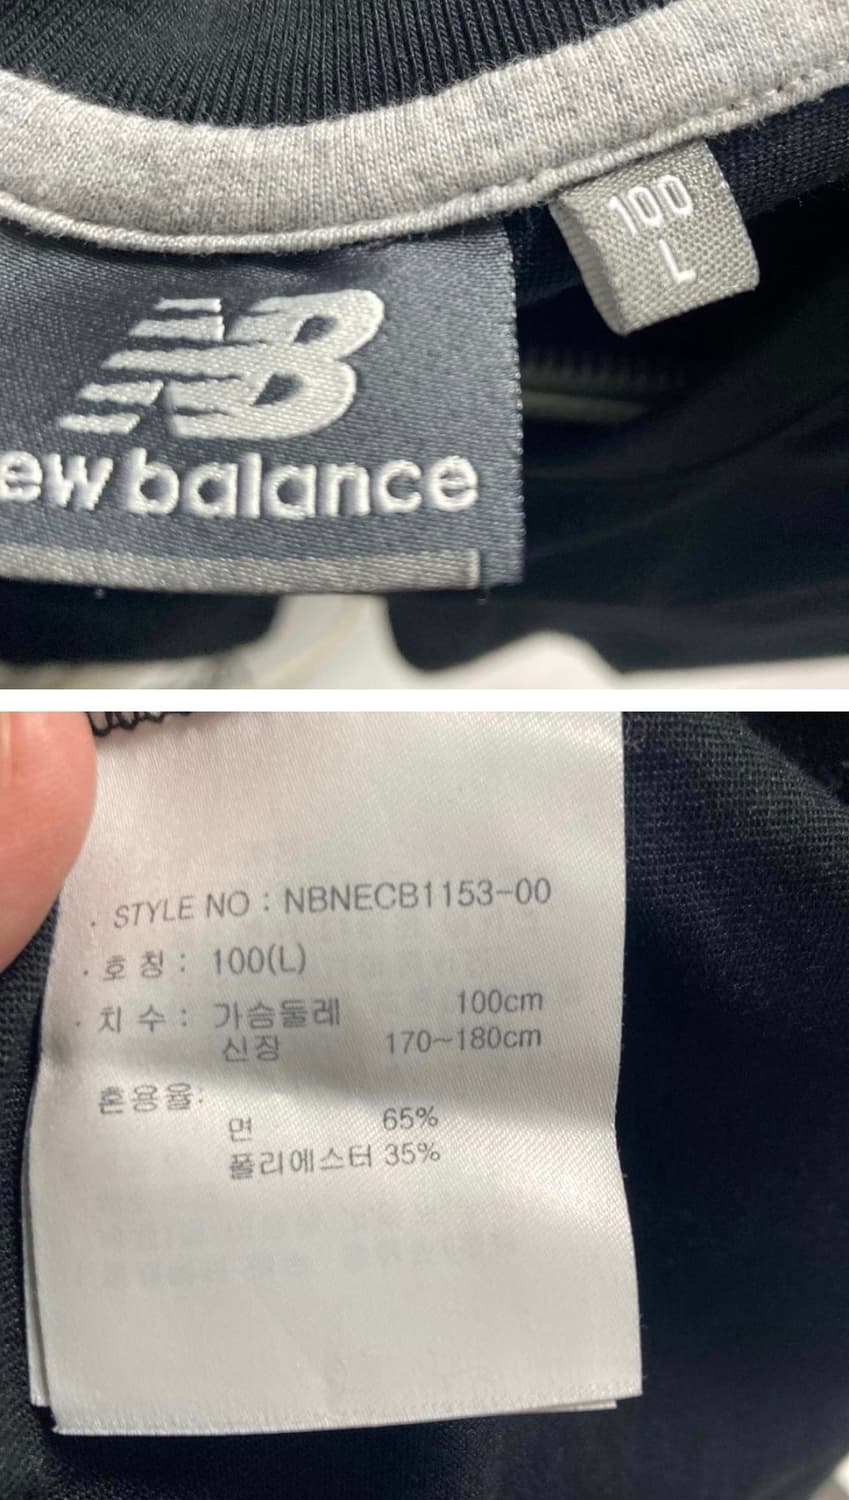 100
L
NB
ew balance
. STYLE NO : NBNECB1153-00
· 호 칭 : 100(L)
· 치 수 : 가슴둘레 100cm
신장 170~180cm
혼용율:
면 65%
폴리에스터 35%